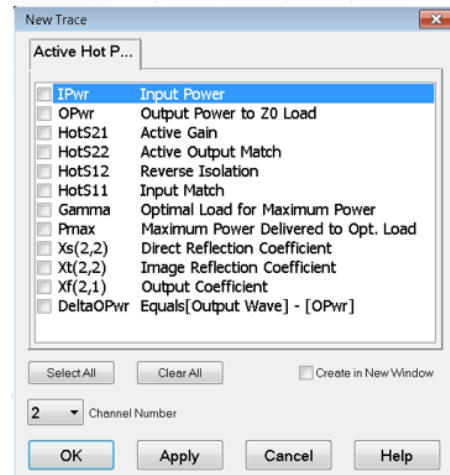 New Trace
Active Hot P...
IPwr Input Power
OPwr Output Power to Z0 Load
HotS21 Active Gain
HotS22 Active Output Match
HotS12 Reverse Isolation
HotS11 Input Match
Gamma Optimal Load for Maximum Power
Pmax Maximum Power Delivered to Opt. Load
Xs(2,2) Direct Reflection Coefficient
Xt(2,2) Image Reflection Coefficient
Xf(2,1) Output Coefficient
DeltaOPwr Equals[Output Wave] - [OPwr]
Select All Clear All Create in New Window
2 Channel Number
OK Apply Cancel Help